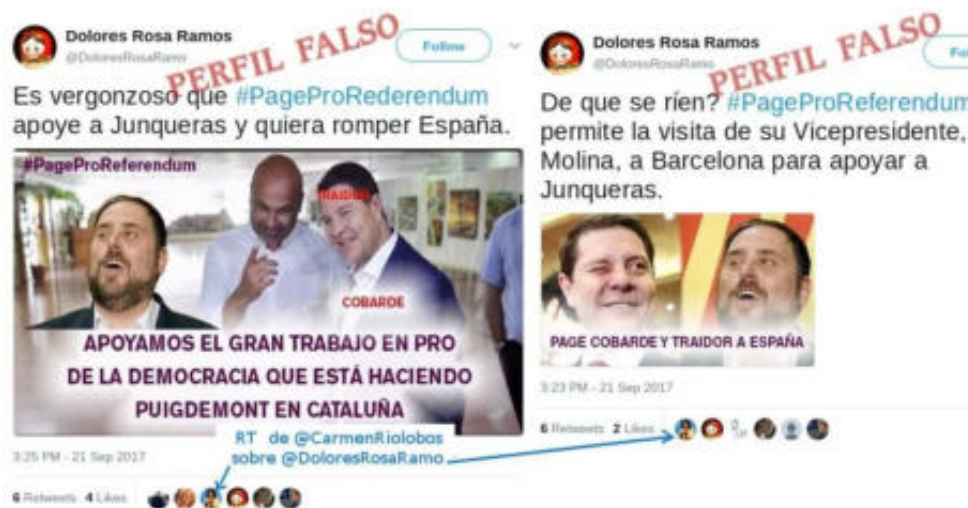 Dolores Rosa Ramos
@DoloresRosaRamo
PERFIL FALSO
Follow
Es vergonzoso que #PageProRederendum
apoye a Junqueras y quiera romper España.
#PageProReferendum
TRAIDOR
COBARDE
APOYAMOS EL GRAN TRABAJO EN PRO
DE LA DEMOCRACIA QUE ESTÁ HACIENDO
PUIGDEMONT EN CATALUÑA
RT de @CarmenRiolobos
sobre @DoloresRosaRamo
3:25 PM - 21 Sep 2017
6 Retweets 4 Likes
Dolores Rosa Ramos
@DoloresRosaRamo
PERFIL FALSO
De que se ríen? #PageProReferendum
permite la visita de su Vicepresidente,
Molina, a Barcelona para apoyar a
Junqueras.
PAGE COBARDE Y TRAIDOR A ESPAÑA
3:23 PM - 21 Sep 2017
6 Retweets 2 Likes